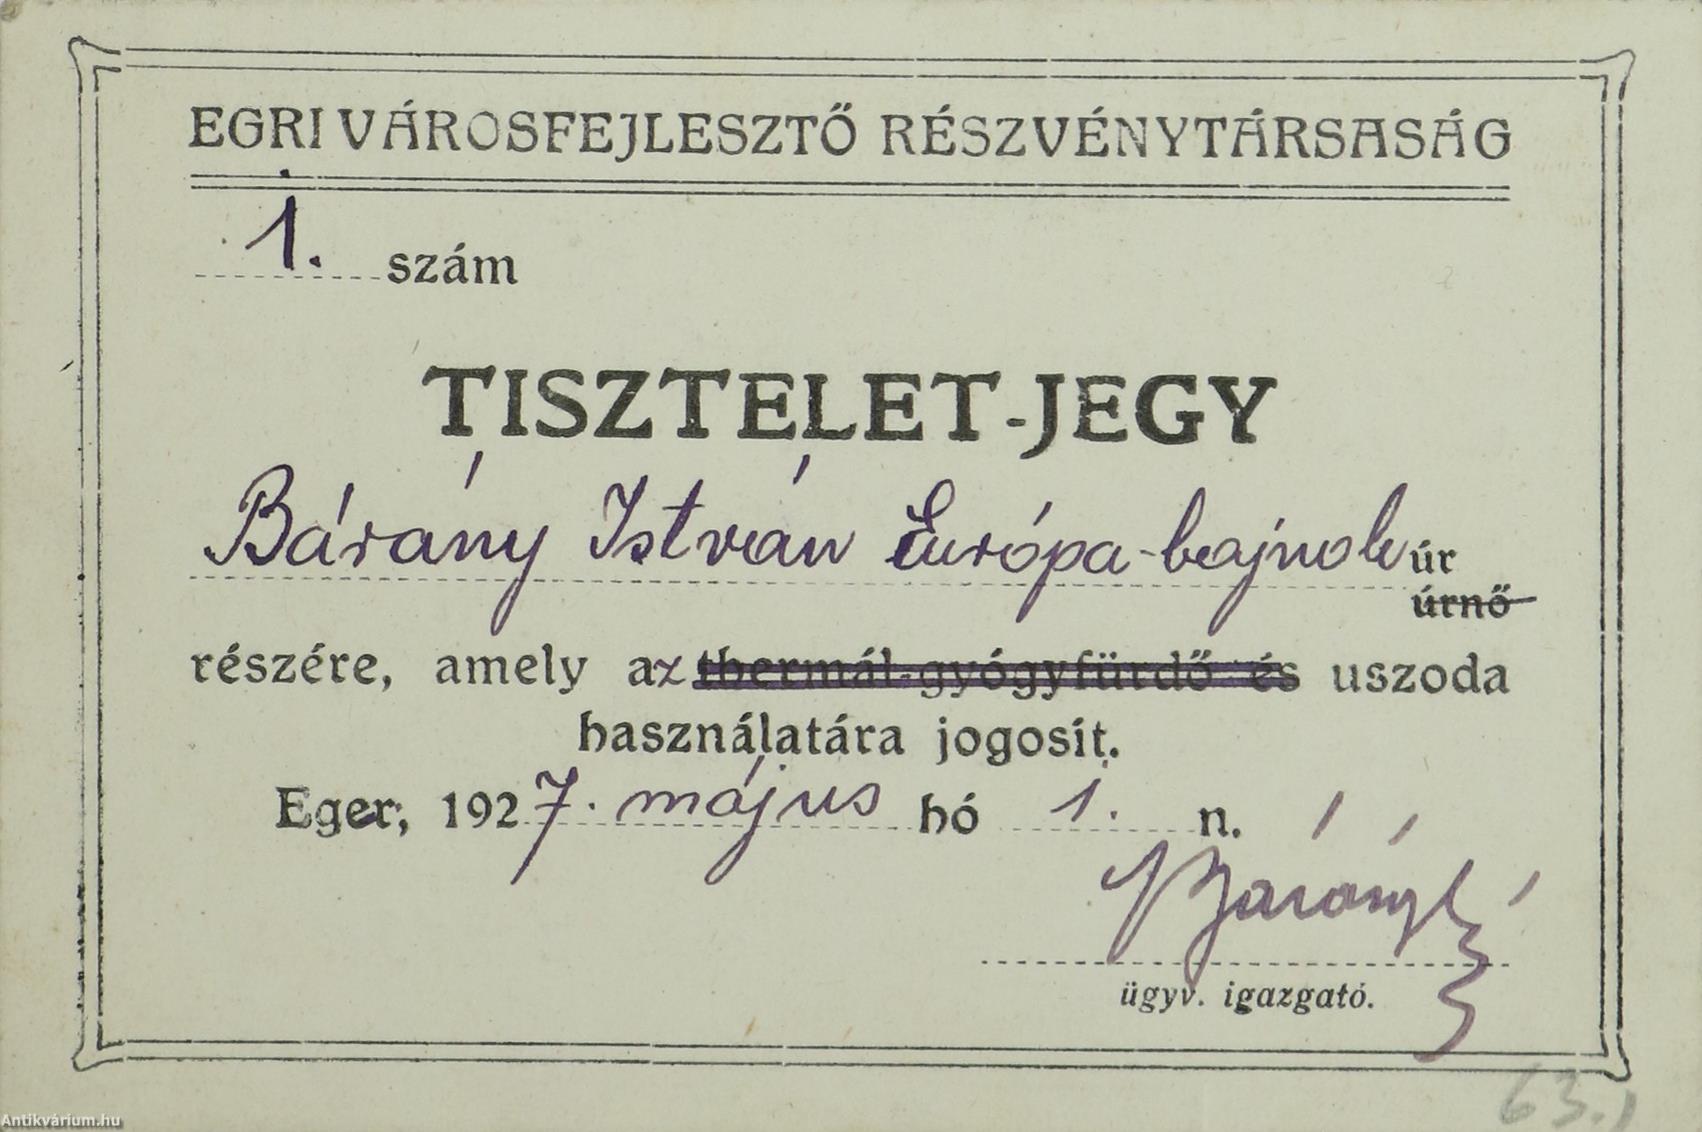 EGRI VÁROSFEJLESZTŐ RÉSZVÉNYTÁRSASÁG
1. szám
TISZTELET-JEGY
Bárány István Európa-bajnok úr
úrnő
részére, amely az thermál-gyógyfürdő és uszoda
használatára jogosít.
Eger, 1927. május hó 1. n.
ügyv. igazgató.
63.
Antikvárium.hu